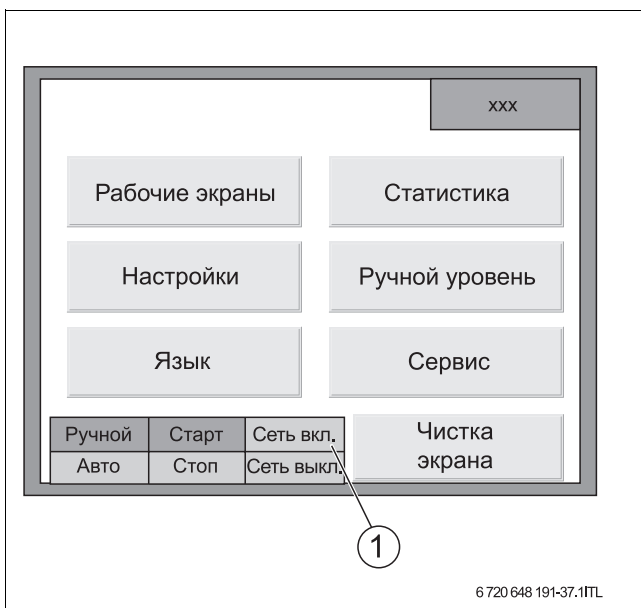 xxx
Рабочие экраны
Статистика
Настройки
Ручной уровень
Язык
Сервис
Ручной
Старт
Сеть вкл.
Авто
Стоп
Сеть выкл.
Чистка
экрана
1
6 720 648 191-37.1ITL